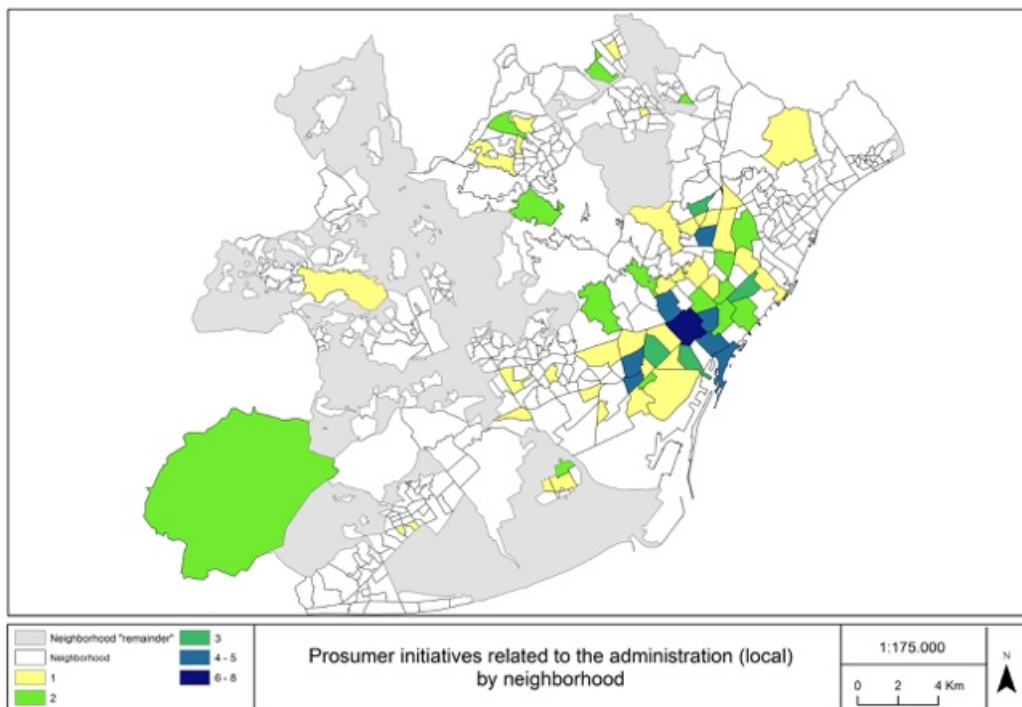 Neighborhood "remainder"
Neighborhood
1
2
3
4 - 5
6 - 8
Prosumer initiatives related to the administration (local)
by neighborhood
1:175.000
0 2 4 Km
N